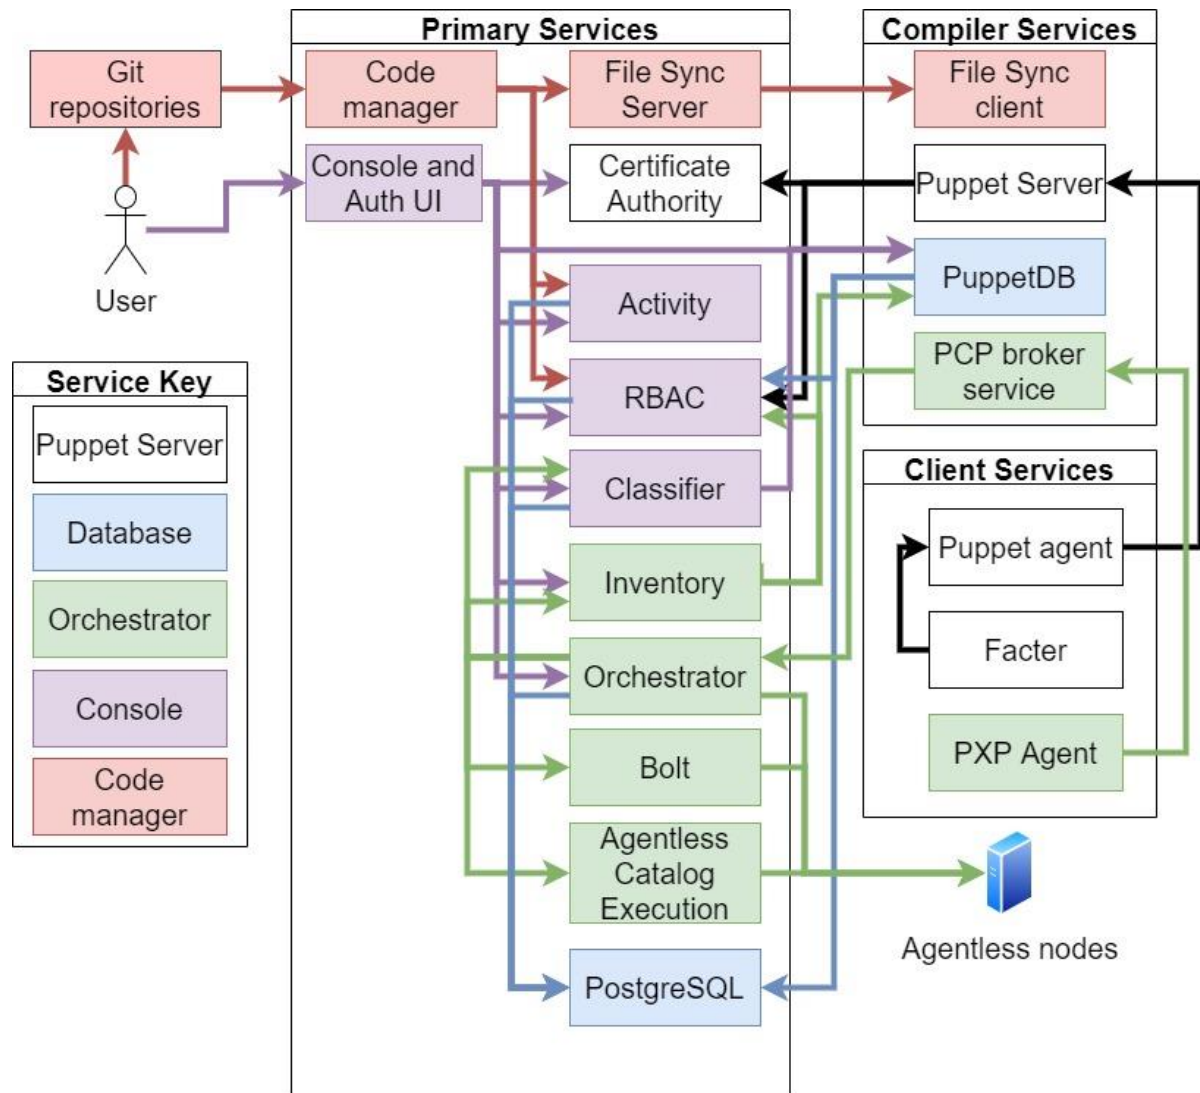 Primary Services
Compiler Services
Git
repositories
Code
manager
File Sync
Server
File Sync
client
Console and
Auth UI
Certificate
Authority
Puppet Server
User
Activity
PuppetDB
RBAC
PCP broker
service
Service Key
Puppet Server
Database
Orchestrator
Console
Code
manager
Classifier
Inventory
Orchestrator
Bolt
Agentless
Catalog
Execution
PostgreSQL
Client Services
Puppet agent
Facter
PXP Agent
Agentless nodes